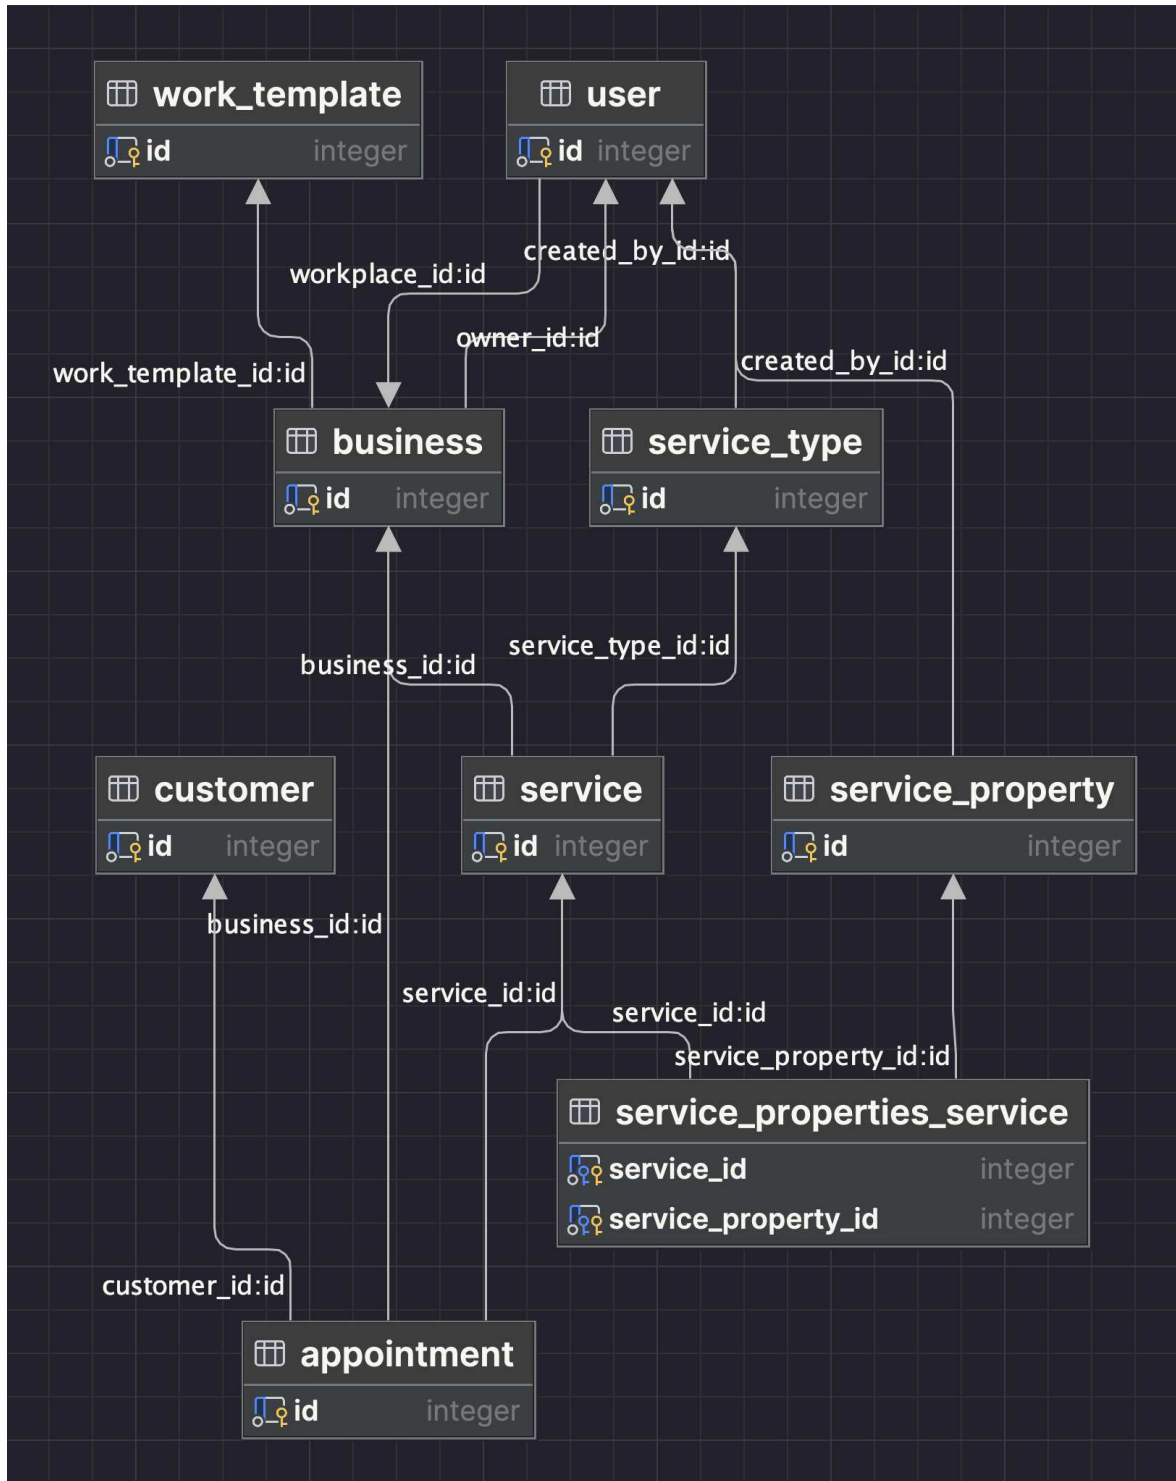 work_template
id integer
user
id integer
created_by_id:id
workplace_id:id
owner_id:id
created_by_id:id
work_template_id:id
business
id integer
service_type
id integer
service_type_id:id
business_id:id
customer
id integer
service
id integer
service_property
id integer
business_id:id
service_id:id
service_id:id
service_property_id:id
service_properties_service
service_id integer
service_property_id integer
customer_id:id
appointment
id integer